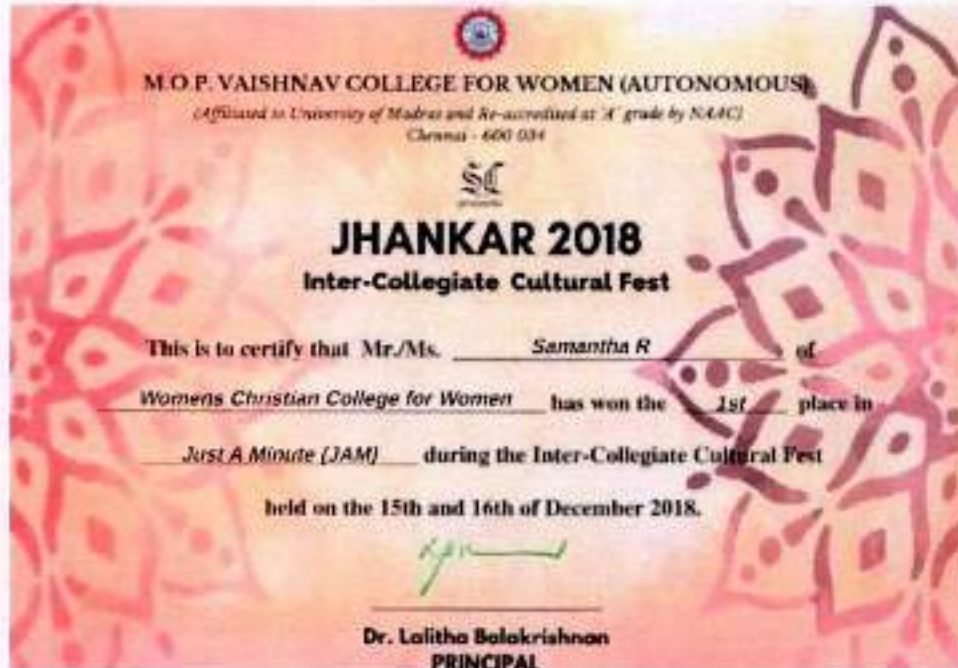 M.O.P. VAISHNAV COLLEGE FOR WOMEN (AUTONOMOUS)
(Affiliated to University of Madras and Re-accredited at 'A' grade by NAAC)
Chennai - 600 034
SC
presents
JHANKAR 2018
Inter-Collegiate Cultural Fest
This is to certify that Mr./Ms. Samantha R of
Womens Christian College for Women has won the 1st place in
Just A Minute (JAM) during the Inter-Collegiate Cultural Fest
held on the 15th and 16th of December 2018.
Dr. Lalitha Balakrishnan
PRINCIPAL